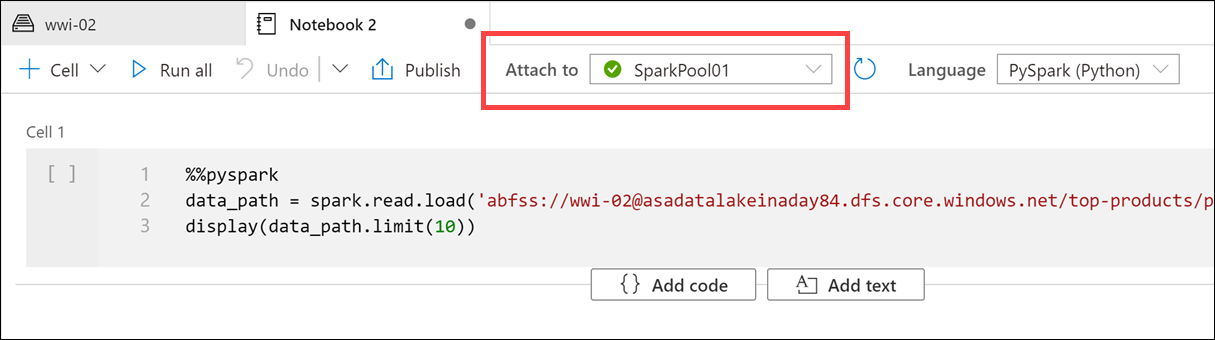 wwi-02 Notebook 2
Cell Run all Undo Publish Attach to SparkPool01 Language PySpark (Python)
Cell 1
[ ] 1 %%pyspark
2 data_path = spark.read.load('abfss://wwi-02@asadatalakeinaday84.dfs.core.windows.net/top-products/p
3 display(data_path.limit(10))
{} Add code Add text